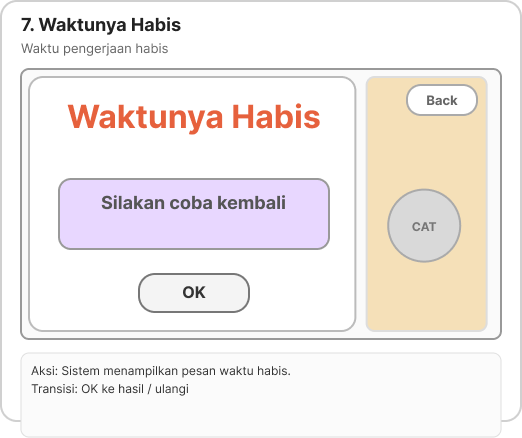 7. Waktunya Habis
Waktu pengerjaan habis
Waktunya Habis
Silakan coba kembali
OK
Back
CAT
Aksi: Sistem menampilkan pesan waktu habis.
Transisi: OK ke hasil / ulangi